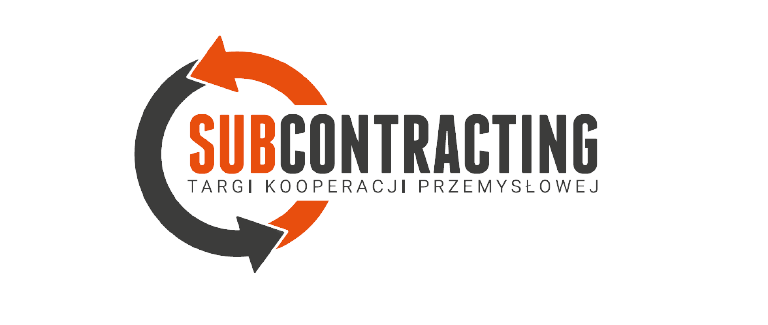 SUBCONTRACTING
TARGI KOOPERACJI PRZEMYSŁOWEJ